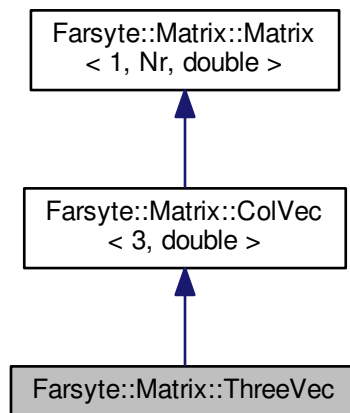 Farsyte::Matrix::Matrix
< 1, Nr, double >
Farsyte::Matrix::ColVec
< 3, double >
Farsyte::Matrix::ThreeVec